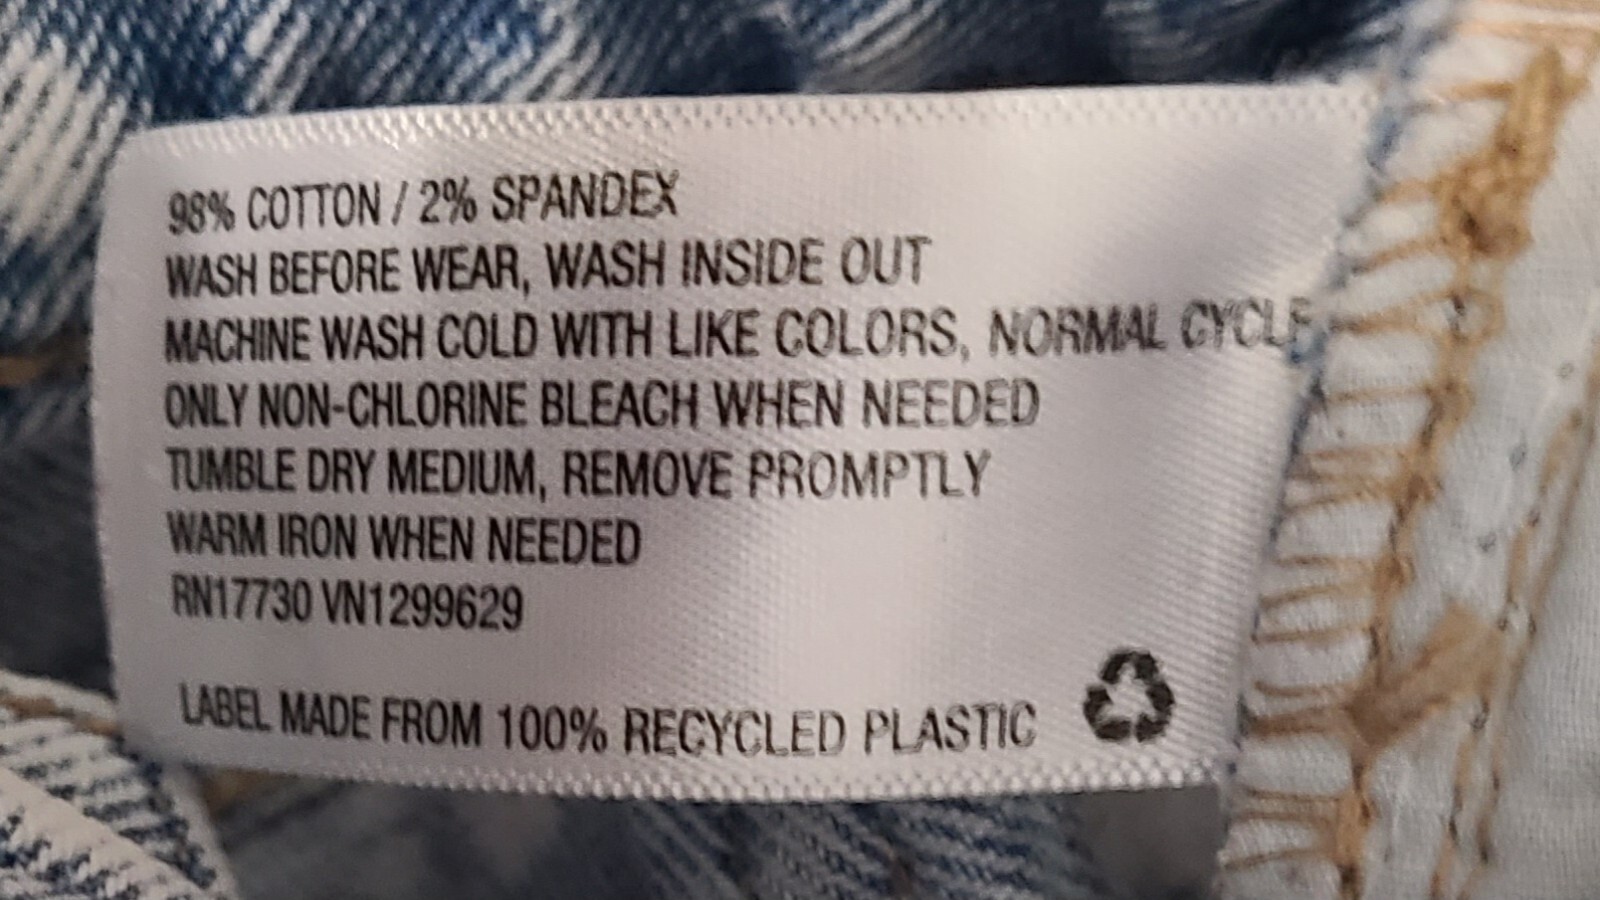 98% COTTON / 2% SPANDEX
WASH BEFORE WEAR, WASH INSIDE OUT
MACHINE WASH COLD WITH LIKE COLORS, NORMAL CYCLE
ONLY NON-CHLORINE BLEACH WHEN NEEDED
TUMBLE DRY MEDIUM, REMOVE PROMPTLY
WARM IRON WHEN NEEDED
RN17730 VN1299629
LABEL MADE FROM 100% RECYCLED PLASTIC